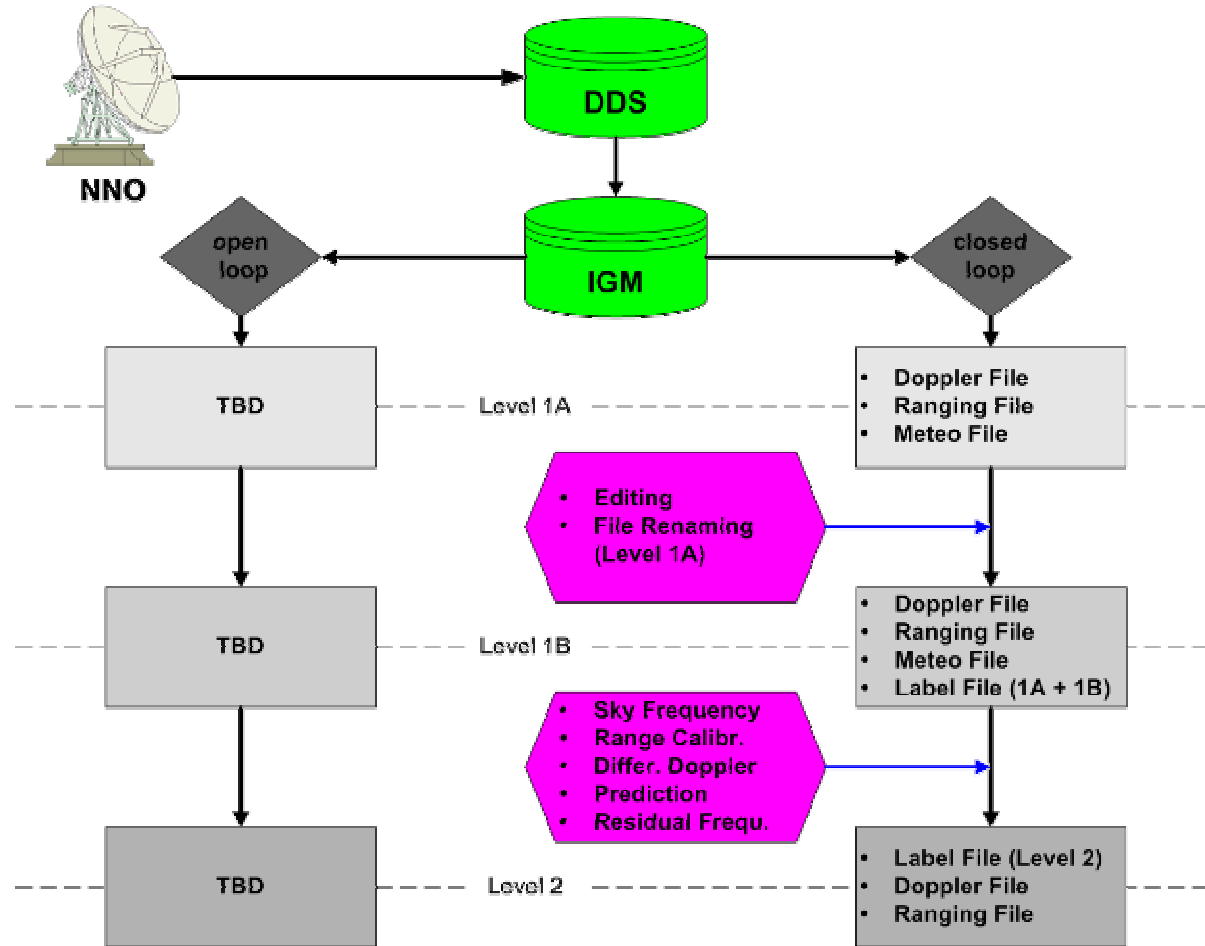 DDS
NNO
open
loop
IGM
closed
loop
TBD
Level 1A
• Doppler File
• Ranging File
• Meteo File
• Editing
• File Renaming
(Level 1A)
TBD
Level 1B
• Doppler File
• Ranging File
• Meteo File
• Label File (1A + 1B)
• Sky Frequency
• Range Calibr.
• Differ. Doppler
• Prediction
• Residual Frequ.
TBD
Level 2
• Label File (Level 2)
• Doppler File
• Ranging File